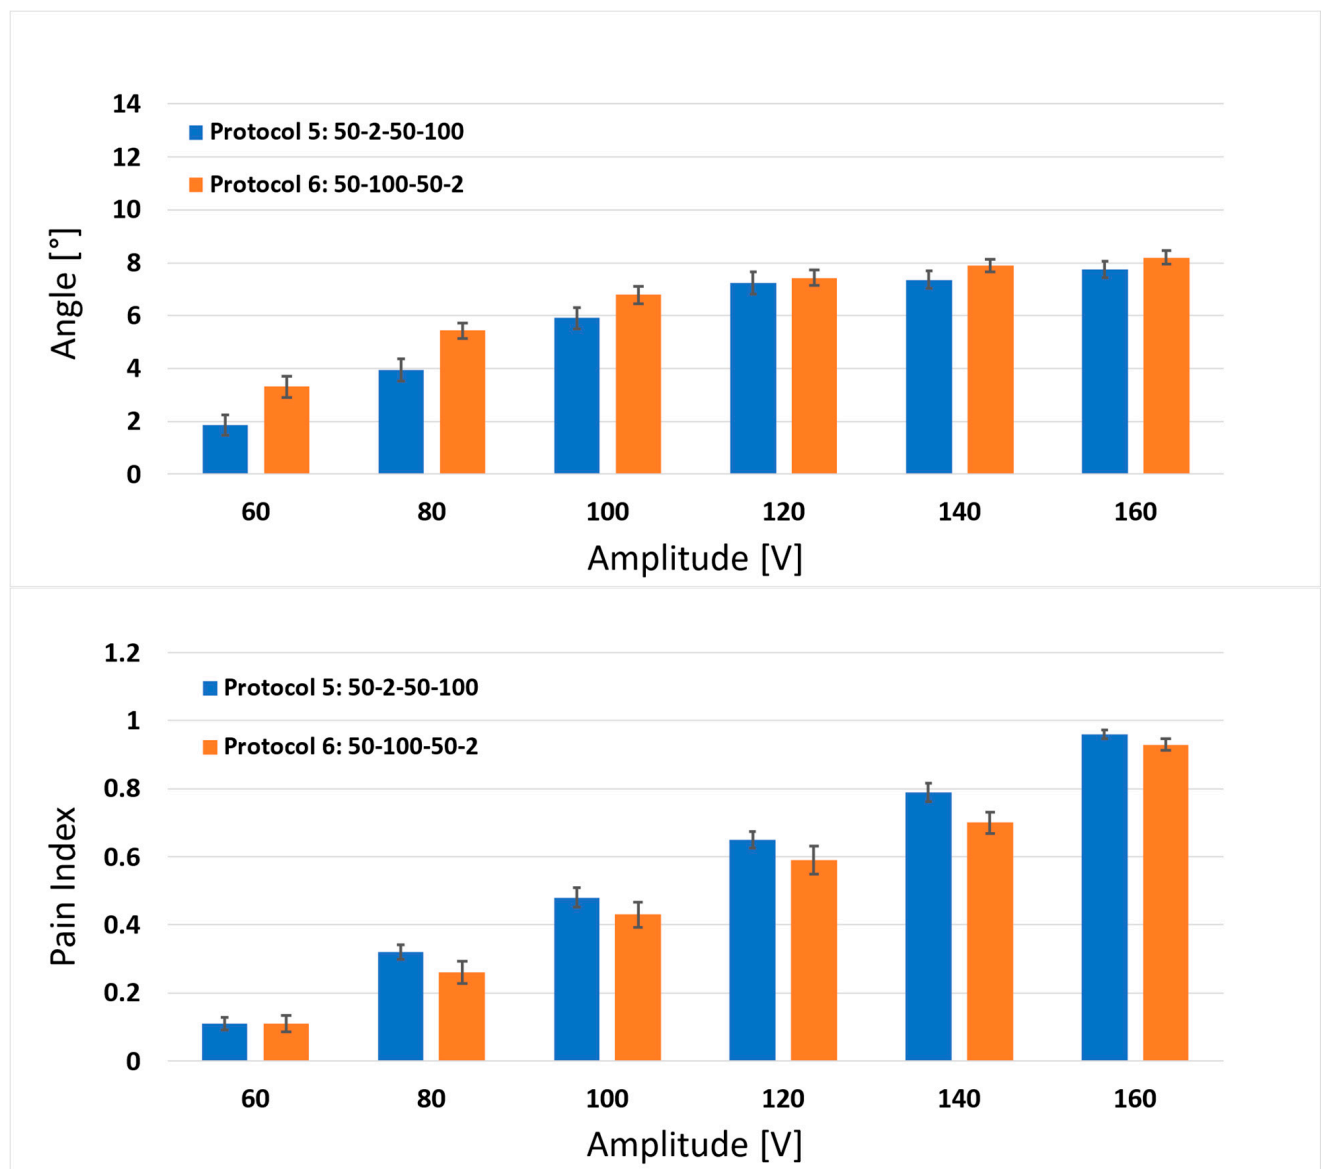 14
12
10
8
6
4
2
0
Angle [°]
Protocol 5: 50-2-50-100
Protocol 6: 50-100-50-2
60 80 100 120 140 160
Amplitude [V]
1.2
1
0.8
0.6
0.4
0.2
0
Pain Index
Protocol 5: 50-2-50-100
Protocol 6: 50-100-50-2
60 80 100 120 140 160
Amplitude [V]